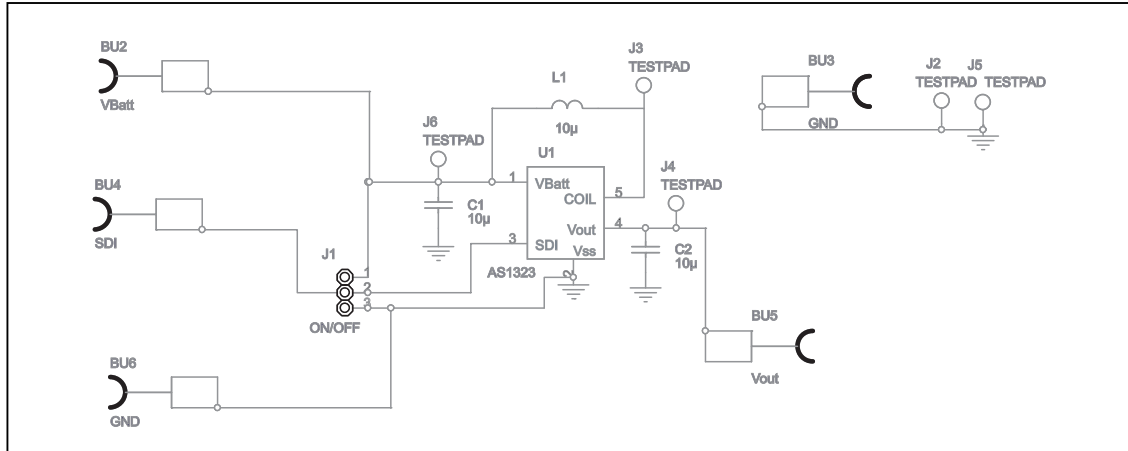 BU2
VBatt
BU4
SDI
BU6
GND
J1
1
2
3
ON/OFF
J6
TESTPAD
C1
10µ
L1
10µ
J3
TESTPAD
U1
1
VBatt
COIL
5
Vout
4
3
SDI
Vss
2
AS1323
J4
TESTPAD
C2
10µ
BU3
GND
J2
TESTPAD
J5
TESTPAD
BU5
Vout